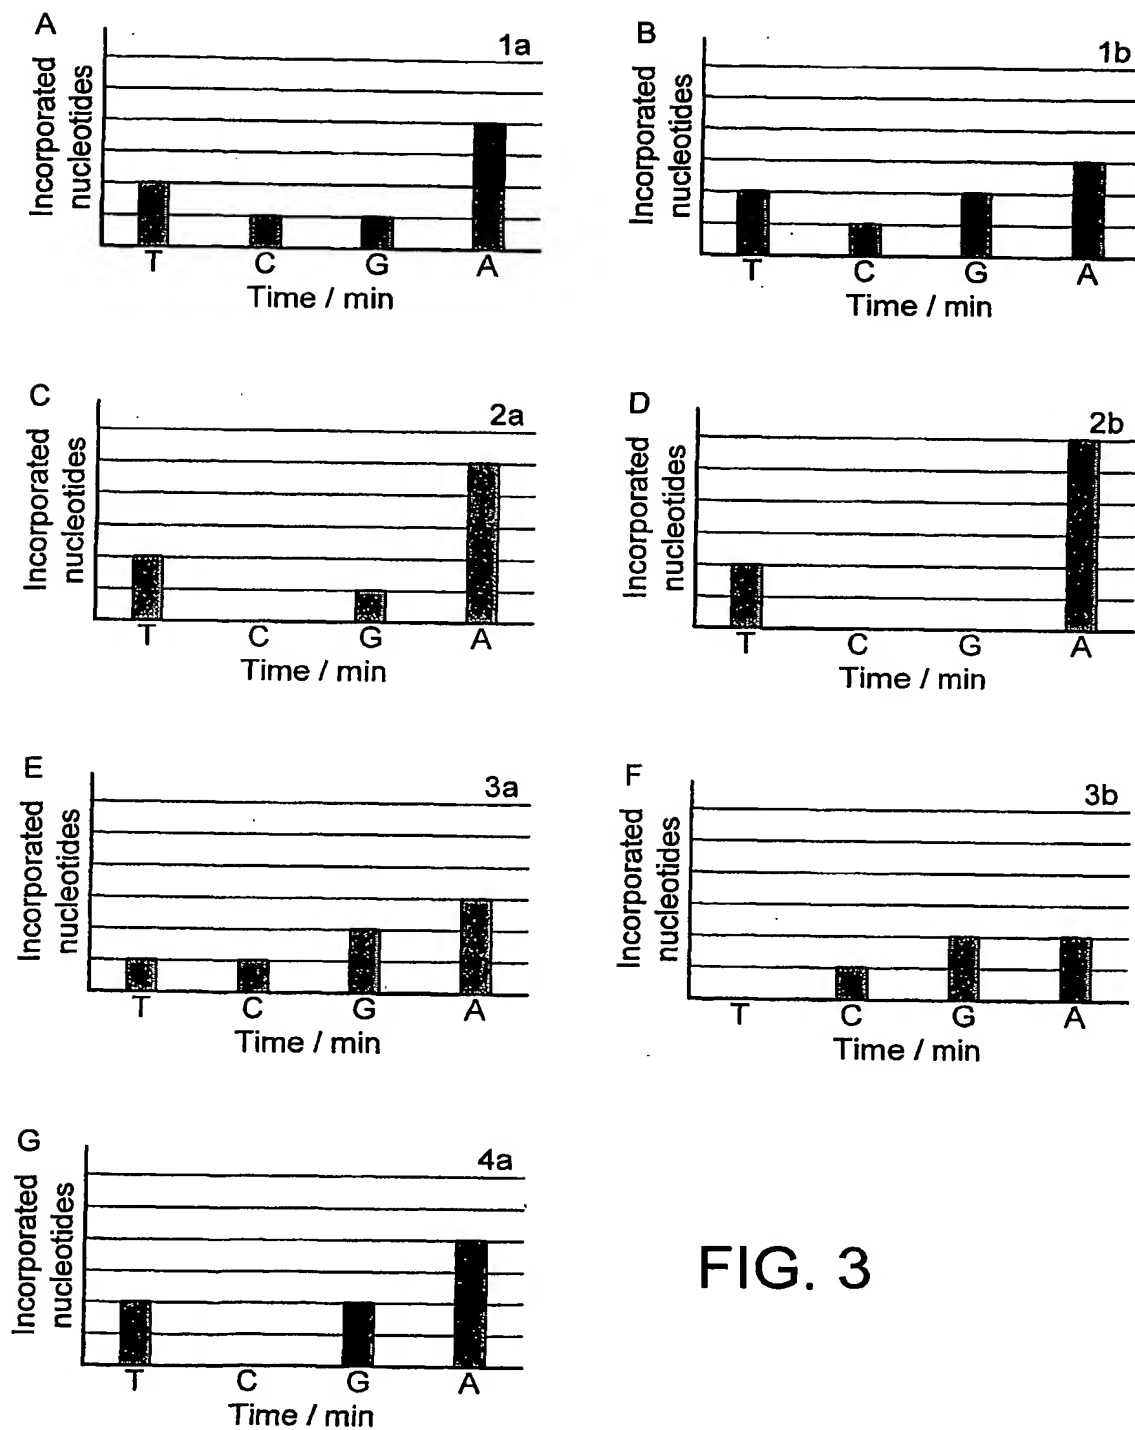 A
1a
Incorporated
nucleotides
T C G A
Time / min
B
1b
Incorporated
nucleotides
T C G A
Time / min
C
2a
Incorporated
nucleotides
T C G A
Time / min
D
2b
Incorporated
nucleotides
T C G A
Time / min
E
3a
Incorporated
nucleotides
T C G A
Time / min
F
3b
Incorporated
nucleotides
T C G A
Time / min
G
4a
Incorporated
nucleotides
T C G A
Time / min
FIG. 3